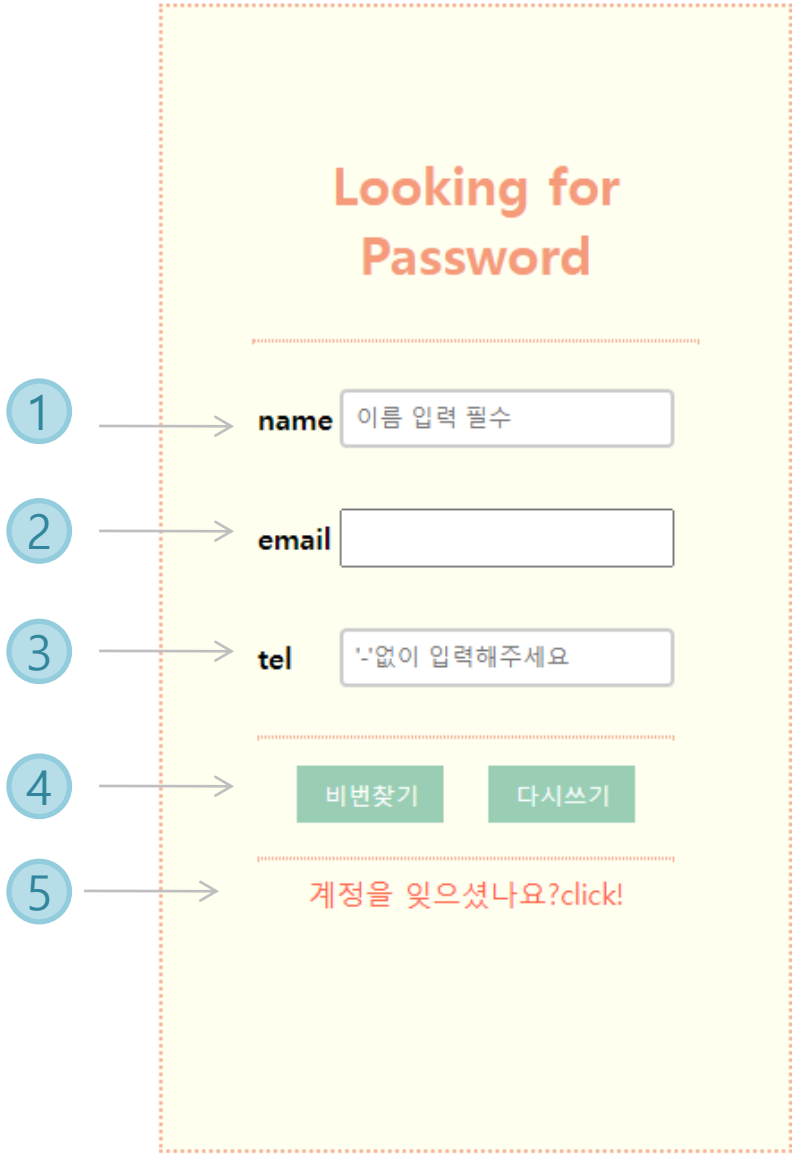 Looking for
Password
1
name 이름 입력 필수
2
email
3
tel '-'없이 입력해주세요
4
비번찾기 다시쓰기
5
계정을 잊으셨나요?click!